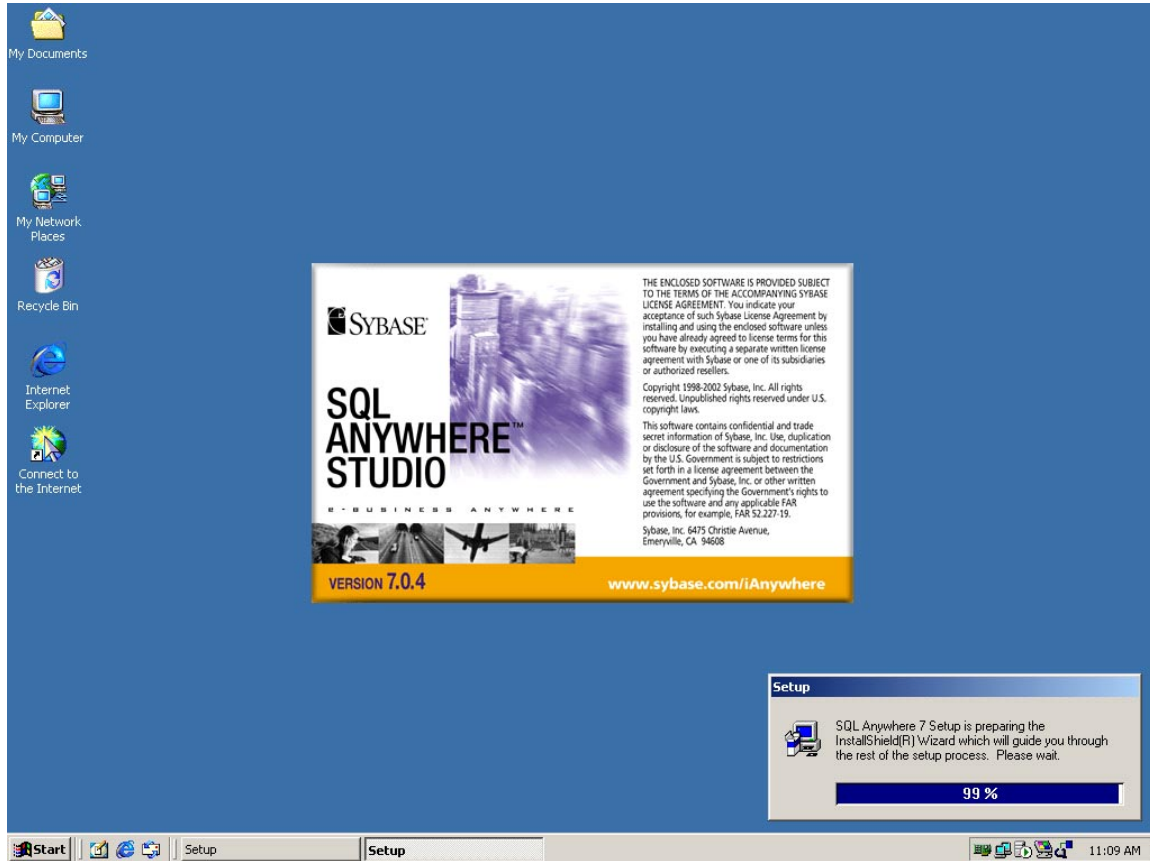 My Documents
My Computer
My Network
Places
Recycle Bin
Internet
Explorer
Connect to
the Internet
SYBASE
SQL
ANYWHERE™
STUDIO
e-BUSINESS ANYWHERE
VERSION 7.0.4
THE ENCLOSED SOFTWARE IS PROVIDED SUBJECT
TO THE TERMS OF THE ACCOMPANYING SYBASE
LICENSE AGREEMENT. You indicate your
acceptance of such Sybase License Agreement by
installing and using the enclosed software unless
you have already agreed to license terms for this
software by executing a separate written license
agreement with Sybase or one of its subsidiaries
or authorized resellers.
Copyright 1998-2002 Sybase, Inc. All rights
reserved. Unpublished rights reserved under U.S.
copyright laws.
This software contains confidential and trade
secret information of Sybase, Inc. Use, duplication
or disclosure of the software and documentation
by the U.S. Government is subject to restrictions
set forth in a license agreement between the
Government and Sybase, Inc. or other written
agreement specifying the Government's rights to
use the software and any applicable FAR
provisions, for example, FAR 52.227-19.
Sybase, Inc. 6475 Christie Avenue,
Emeryville, CA 94608
www.sybase.com/iAnywhere
Setup
SQL Anywhere 7 Setup is preparing the
InstallShield(R) Wizard which will guide you through
the rest of the setup process. Please wait.
99 %
Start
Setup
Setup
11:09 AM